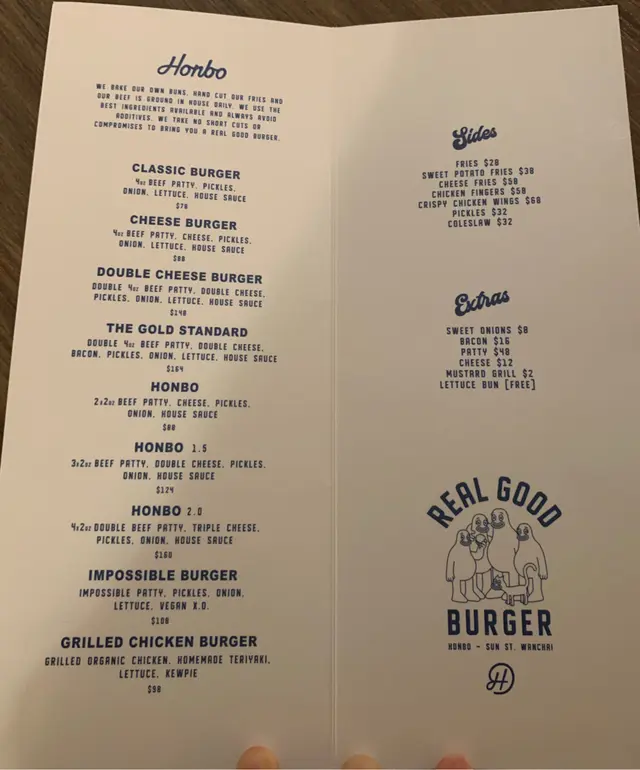 Honbo
WE BAKE OUR OWN BUNS, HAND CUT OUR FRIES AND
OUR BEEF IS GROUND IN HOUSE DAILY. WE USE THE
BEST INGREDIENTS AVAILABLE AND ALWAYS AVOID
ADDITIVES. WE TAKE NO SHORT CUTS OR
COMPROMISES TO BRING YOU A REAL GOOD BURGER.
CLASSIC BURGER
4oz BEEF PATTY, PICKLES,
ONION, LETTUCE, HOUSE SAUCE
$78
CHEESE BURGER
4oz BEEF PATTY, CHEESE, PICKLES,
ONION, LETTUCE, HOUSE SAUCE
$88
DOUBLE CHEESE BURGER
DOUBLE 4oz BEEF PATTY, DOUBLE CHEESE,
PICKLES, ONION, LETTUCE, HOUSE SAUCE
$148
THE GOLD STANDARD
DOUBLE 4oz BEEF PATTY, DOUBLE CHEESE,
BACON, PICKLES, ONION, LETTUCE, HOUSE SAUCE
$164
HONBO
2x2oz BEEF PATTY, CHEESE, PICKLES,
ONION, HOUSE SAUCE
$88
HONBO 1.5
3x2oz BEEF PATTY, DOUBLE CHEESE, PICKLES,
ONION, HOUSE SAUCE
$124
HONBO 2.0
4x2oz DOUBLE BEEF PATTY, TRIPLE CHEESE,
PICKLES, ONION, HOUSE SAUCE
$160
IMPOSSIBLE BURGER
IMPOSSIBLE PATTY, PICKLES, ONION,
LETTUCE, VEGAN X.O.
$108
GRILLED CHICKEN BURGER
GRILLED ORGANIC CHICKEN, HOMEMADE TERIYAKI,
LETTUCE, KEWPIE
$98
Sides
FRIES $28
SWEET POTATO FRIES $38
CHEESE FRIES $58
CHICKEN FINGERS $58
CRISPY CHICKEN WINGS $68
PICKLES $32
COLESLAW $32
Extras
SWEET ONIONS $8
BACON $16
PATTY $48
CHEESE $12
MUSTARD GRILL $2
LETTUCE BUN [FREE]
REAL GOOD
BURGER
HONBO - SUN ST. WANCHAI
H